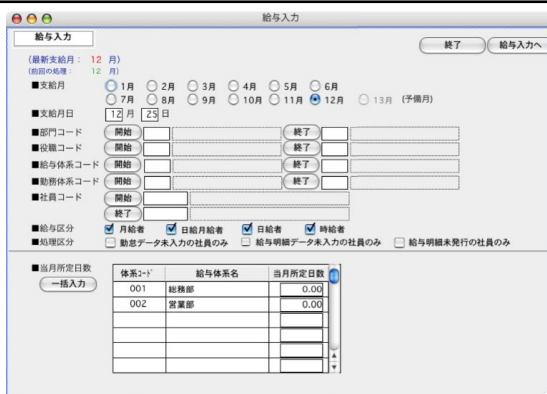 給与入力
給与入力
終了 給与入力へ
(最新支給月： 12 月)
(前回の処理： 12 月)
■支給月 1月 2月 3月 4月 5月 6月
7月 8月 9月 10月 11月 12月 13月 (予備月)
■支給月日 12 月 25 日
■部門コード 開始 終了
■役職コード 開始 終了
■給与体系コード 開始 終了
■勤務体系コード 開始 終了
■社員コード 開始
終了
■給与区分 月給者 日給月給者 日給者 時給者
■処理区分 勤怠データ未入力の社員のみ 給与明細データ未入力の社員のみ 給与明細未発行の社員のみ
■当月所定日数
一括入力
体系ｺｰﾄﾞ 給与体系名 当月所定日数
001 総務部 0.00
002 営業部 0.00